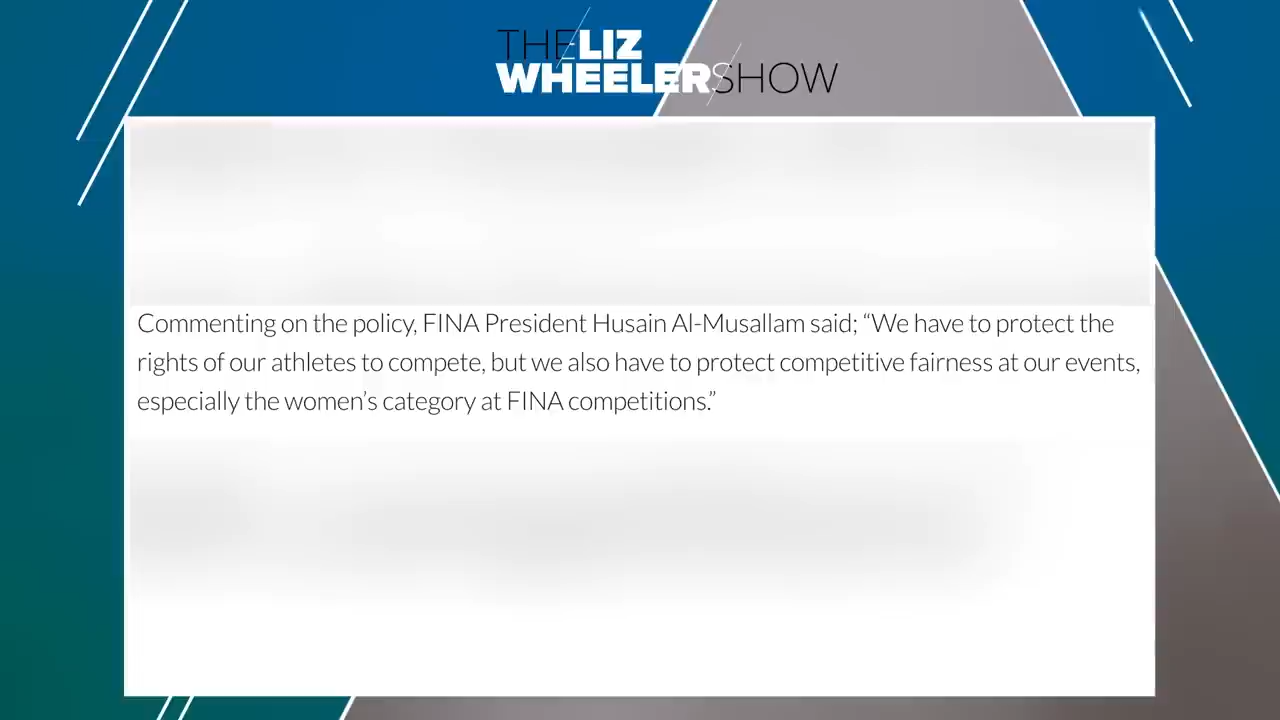 THE LIZ
WHEELER SHOW
Commenting on the policy, FINA President Husain Al-Musallam said; “We have to protect the
rights of our athletes to compete, but we also have to protect competitive fairness at our events,
especially the women’s category at FINA competitions.”